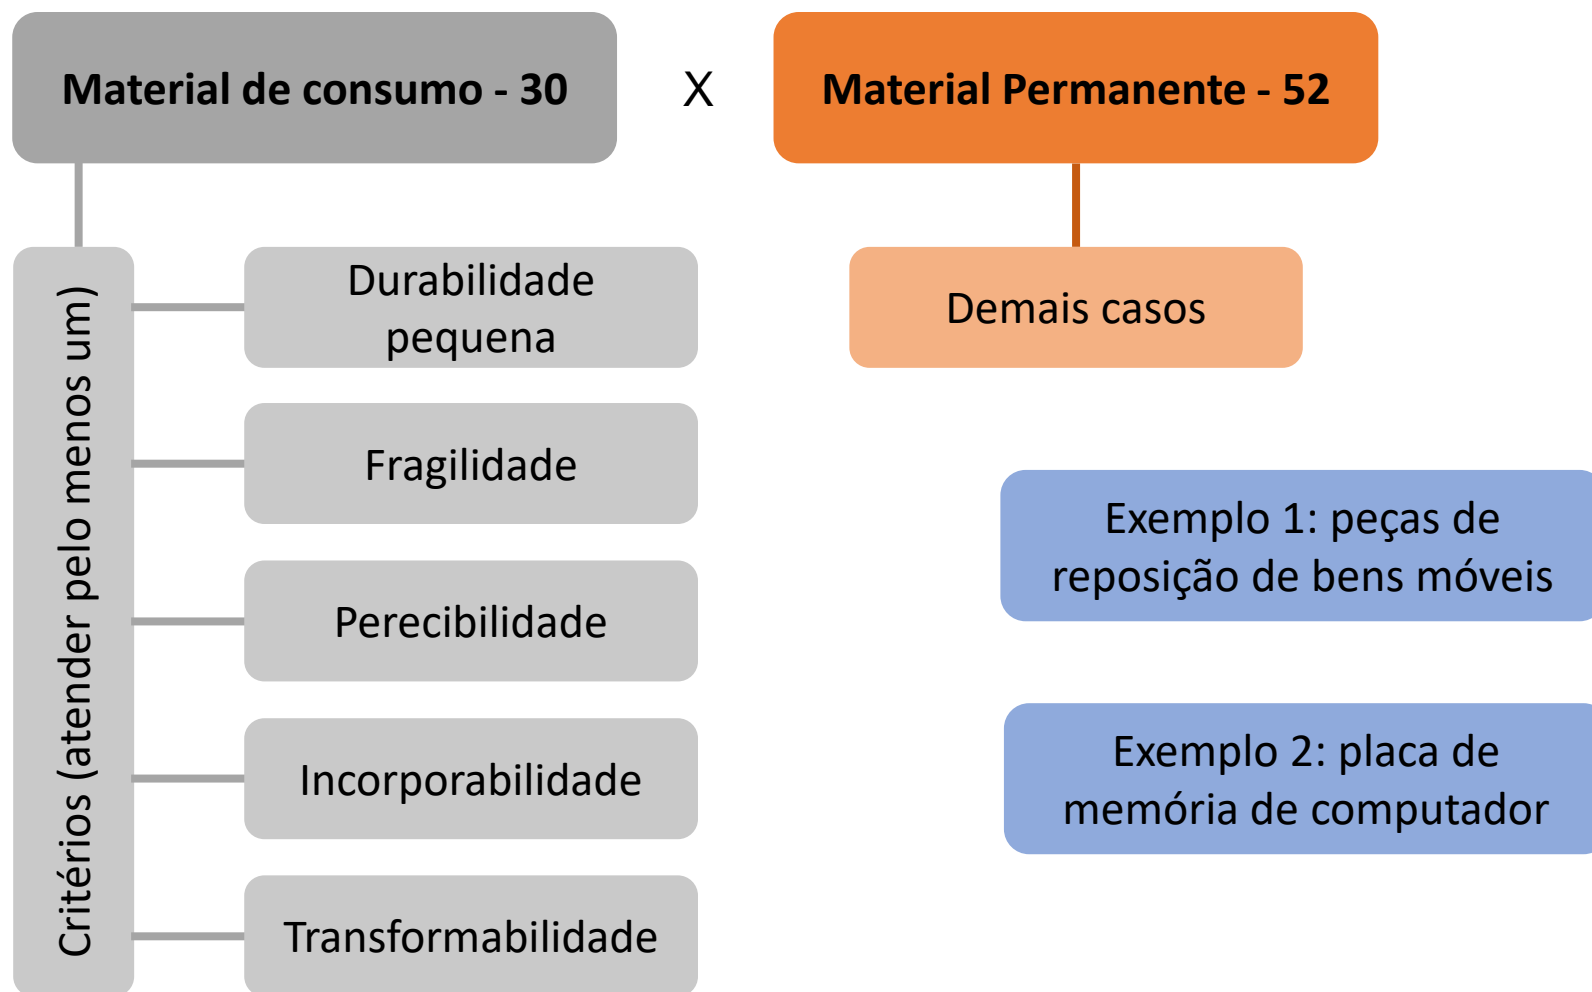 Material de consumo - 30
X
Material Permanente - 52
Critérios (atender pelo menos um)
Durabilidade
pequena
Fragilidade
Perecibilidade
Incorporabilidade
Transformabilidade
Demais casos
Exemplo 1: peças de
reposição de bens móveis
Exemplo 2: placa de
memória de computador